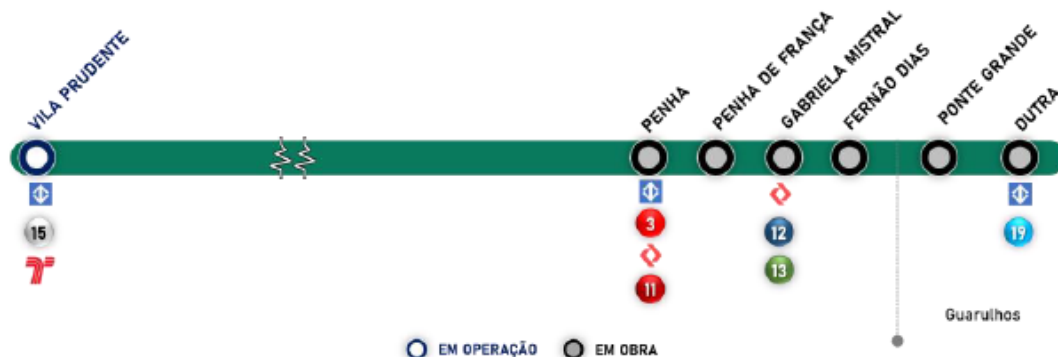 VILA PRUDENTE
PENHA
PENHA DE FRANÇA
GABRIELA MISTRAL
FERNÃO DIAS
PONTE GRANDE
DUTRA
15
3
11
12
13
19
Guarulhos
EM OPERAÇÃO
EM OBRA